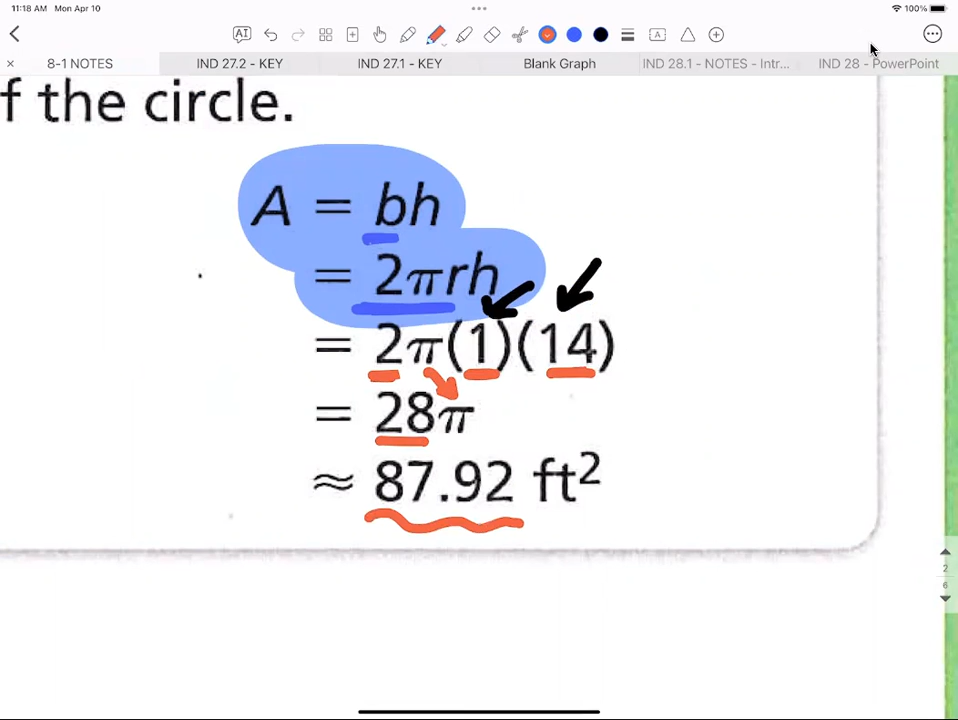 11:18 AM Mon Apr 10
100%
AI
A
8-1 NOTES
IND 27.2 - KEY
IND 27.1 - KEY
Blank Graph
IND 28.1 - NOTES - Intr...
IND 28 - PowerPoint
f the circle.
A = bh
= 2πrh
= 2π(1)(14)
= 28π
≈ 87.92 ft²
2
6